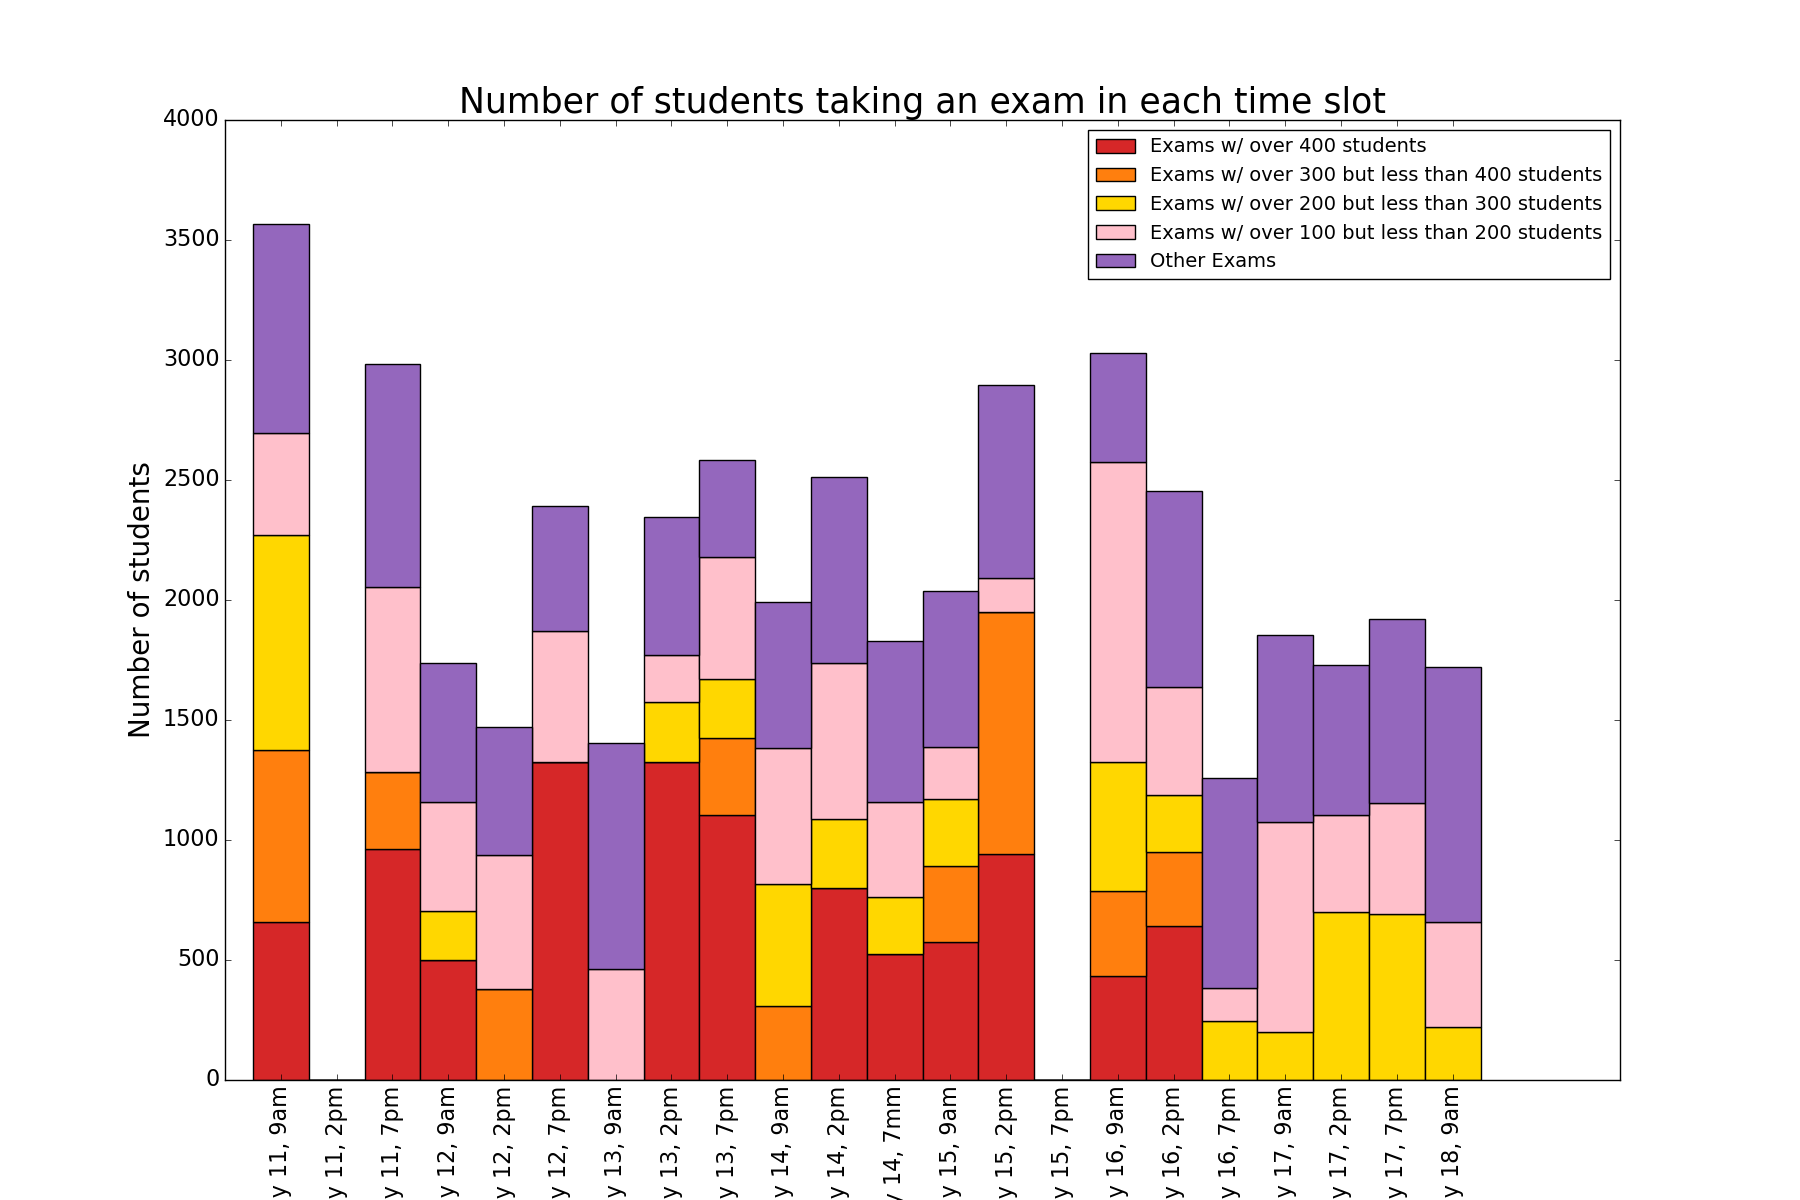 Number of students taking an exam in each time slot
4000
3500
3000
2500
2000
1500
1000
500
0
Number of students
Exams w/ over 400 students
Exams w/ over 300 but less than 400 students
Exams w/ over 200 but less than 300 students
Exams w/ over 100 but less than 200 students
Other Exams
y 11, 9am
y 11, 2pm
y 11, 7pm
y 12, 9am
y 12, 2pm
y 12, 7pm
y 13, 9am
y 13, 2pm
y 13, 7pm
y 14, 9am
y 14, 2pm
y 14, 7mm
y 15, 9am
y 15, 2pm
y 15, 7pm
y 16, 9am
y 16, 2pm
y 16, 7pm
y 17, 9am
y 17, 2pm
y 17, 7pm
y 18, 9am